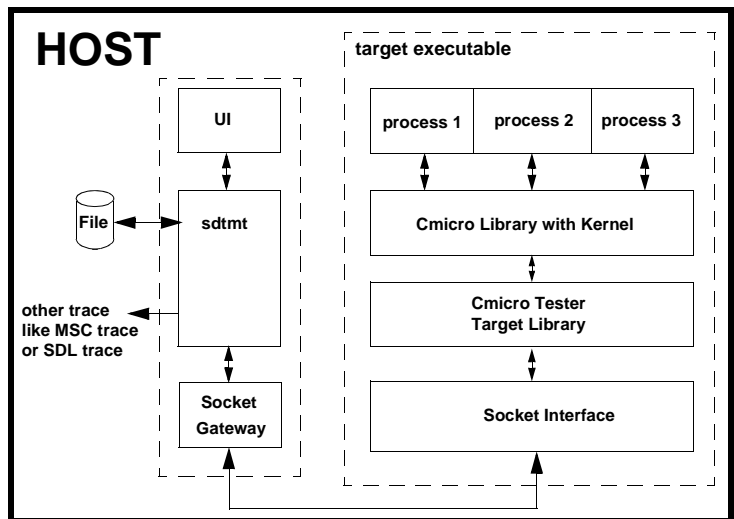 HOST
UI
sdtmt
File
other trace
like MSC trace
or SDL trace
Socket
Gateway
target executable
process 1
process 2
process 3
Cmicro Library with Kernel
Cmicro Tester
Target Library
Socket Interface